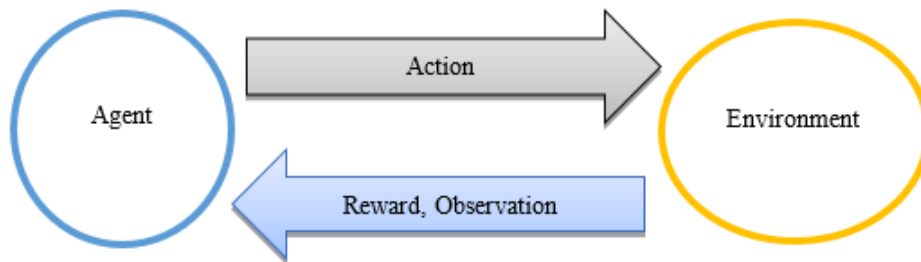 Action
Agent
Environment
Reward, Observation